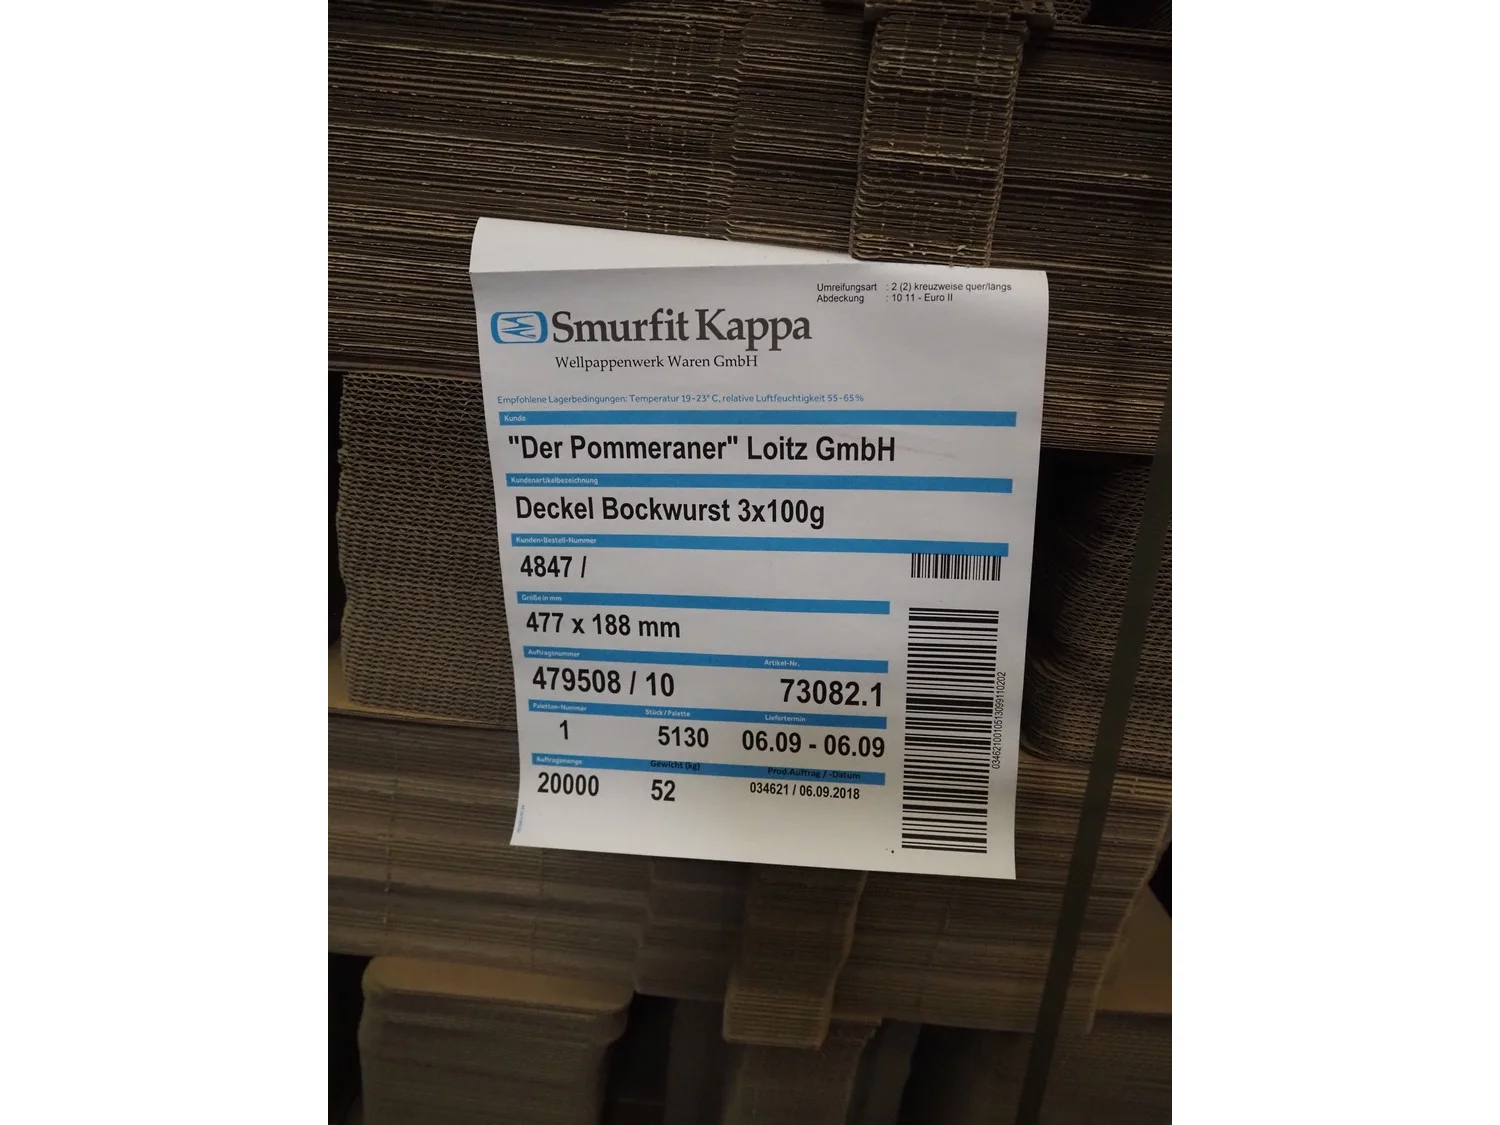 Umreifungsart : 2 (2) kreuzweise quer/längs
Abdeckung : 10 11 - Euro II
Smurfit Kappa
Wellpappenwerk Waren GmbH
Empfohlene Lagerbedingungen: Temperatur 19-23° C, relative Luftfeuchtigkeit 55-65%
Kunde
"Der Pommeraner" Loitz GmbH
Kundenartikelbezeichnung
Deckel Bockwurst 3x100g
Kunden-Bestell-Nummer
4847 /
Größe in mm
477 x 188 mm
Auftragsnummer Artikel-Nr.
479508 / 10 73082.1
Paletten-Nummer Stück / Palette Liefertermin
1 5130 06.09 - 06.09
Auftragsmenge Gewicht (kg) Prod.Auftrag / -Datum
20000 52 034621 / 06.09.2018
0346210010513099110202